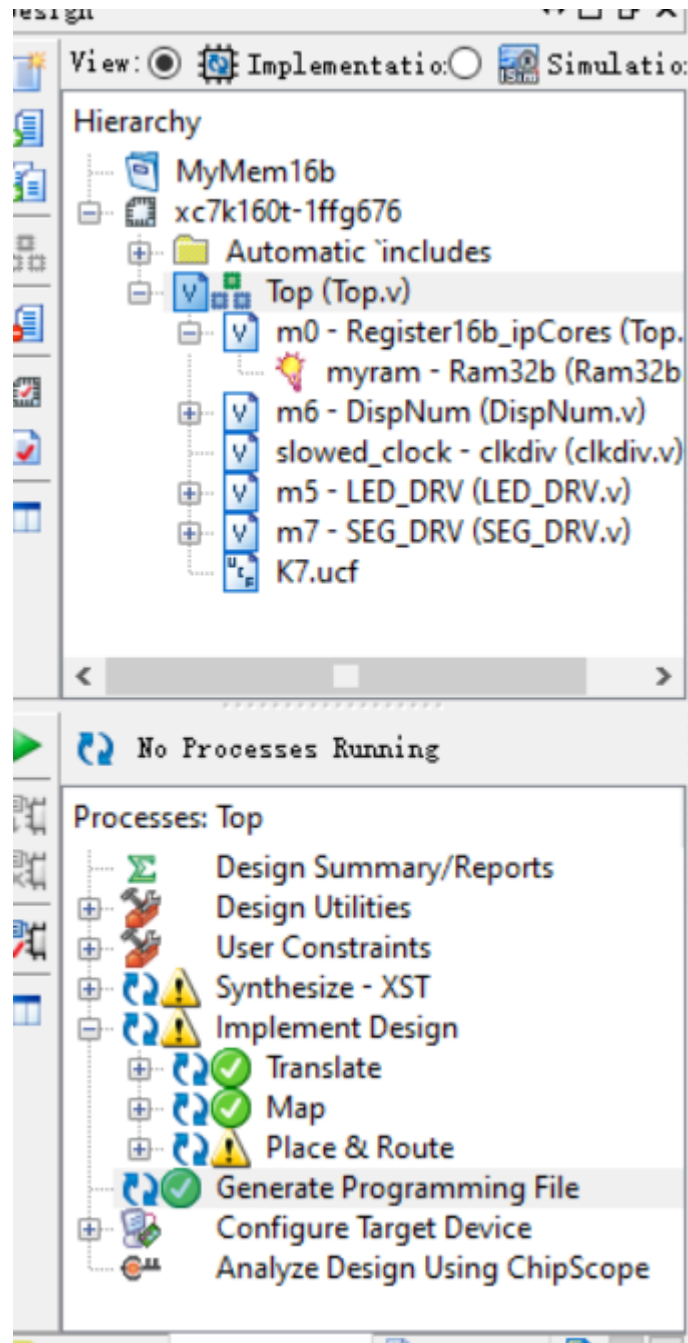 View: Implementatio: Simulatio:
Hierarchy
MyMem16b
xc7k160t-1ffg676
Automatic `includes
Top (Top.v)
m0 - Register16b_ipCores (Top.
myram - Ram32b (Ram32b
m6 - DispNum (DispNum.v)
slowed_clock - clkdiv (clkdiv.v)
m5 - LED_DRV (LED_DRV.v)
m7 - SEG_DRV (SEG_DRV.v)
K7.ucf
No Processes Running
Processes: Top
Design Summary/Reports
Design Utilities
User Constraints
Synthesize - XST
Implement Design
Translate
Map
Place & Route
Generate Programming File
Configure Target Device
Analyze Design Using ChipScope